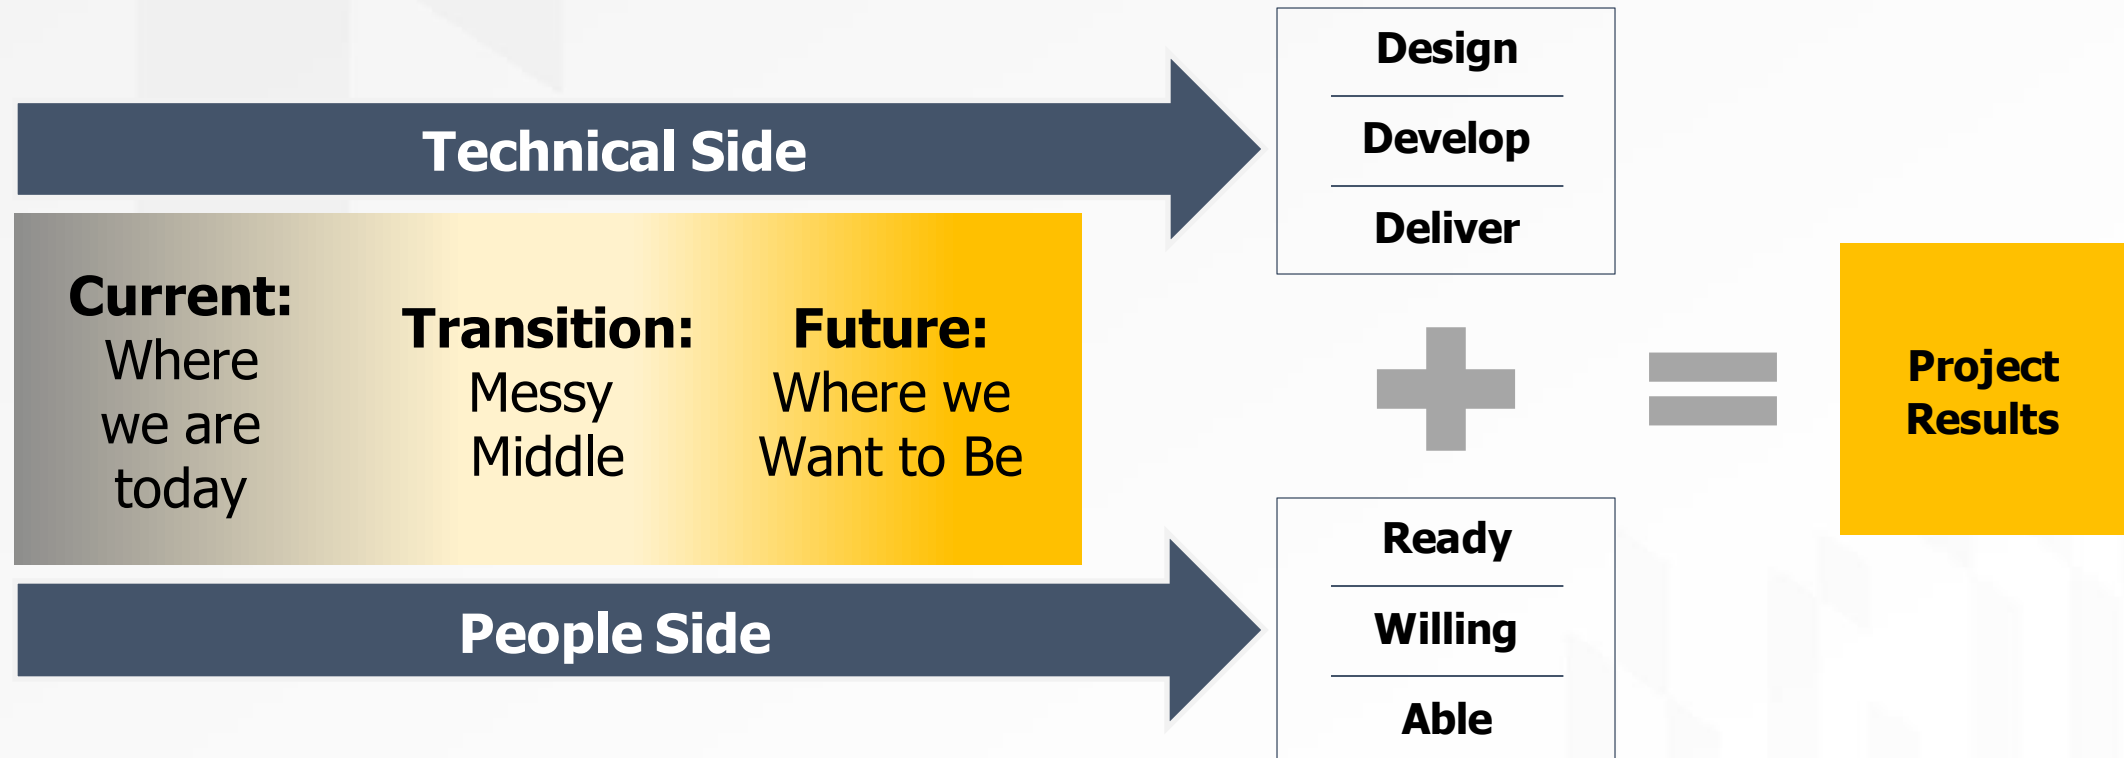 Technical Side
Current:
Where
we are
today
Transition:
Messy
Middle
Future:
Where we
Want to Be
People Side
Design
Develop
Deliver
Ready
Willing
Able
Project
Results